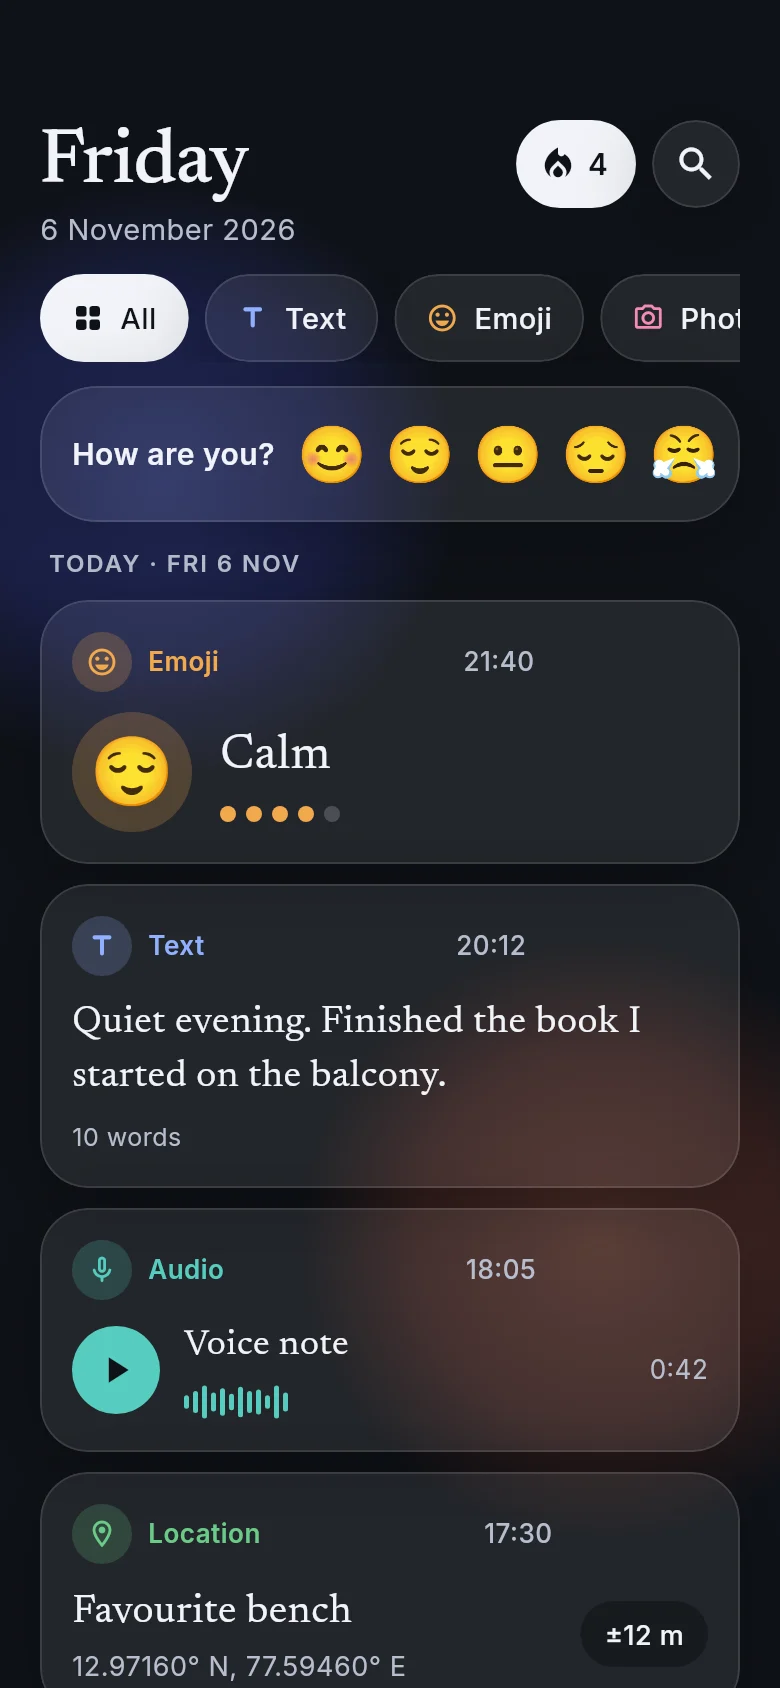 Friday
4
6 November 2026
All
Text
Emoji
Phot
How are you?
TODAY · FRI 6 NOV
Emoji
21:40
Calm
Text
20:12
Quiet evening. Finished the book I
started on the balcony.
10 words
Audio
18:05
Voice note
0:42
Location
17:30
Favourite bench
±12 m
12.97160° N, 77.59460° E